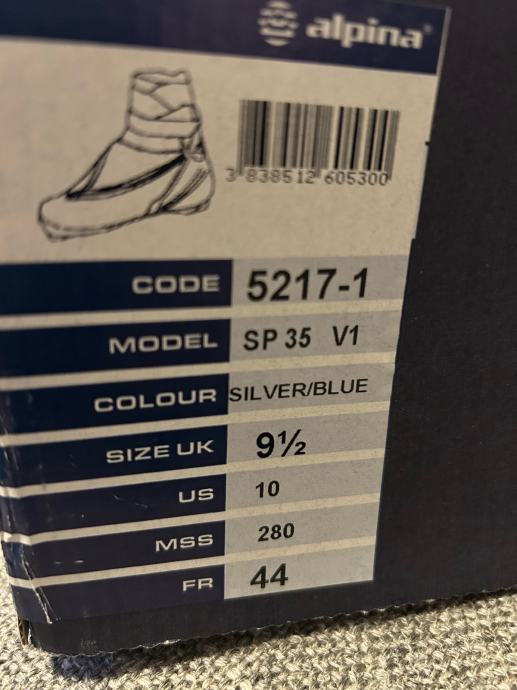 alpina
3 838512 605300
CODE 5217-1
MODEL SP 35 V1
COLOUR SILVER/BLUE
SIZE UK 9½
US 10
MSS 280
FR 44